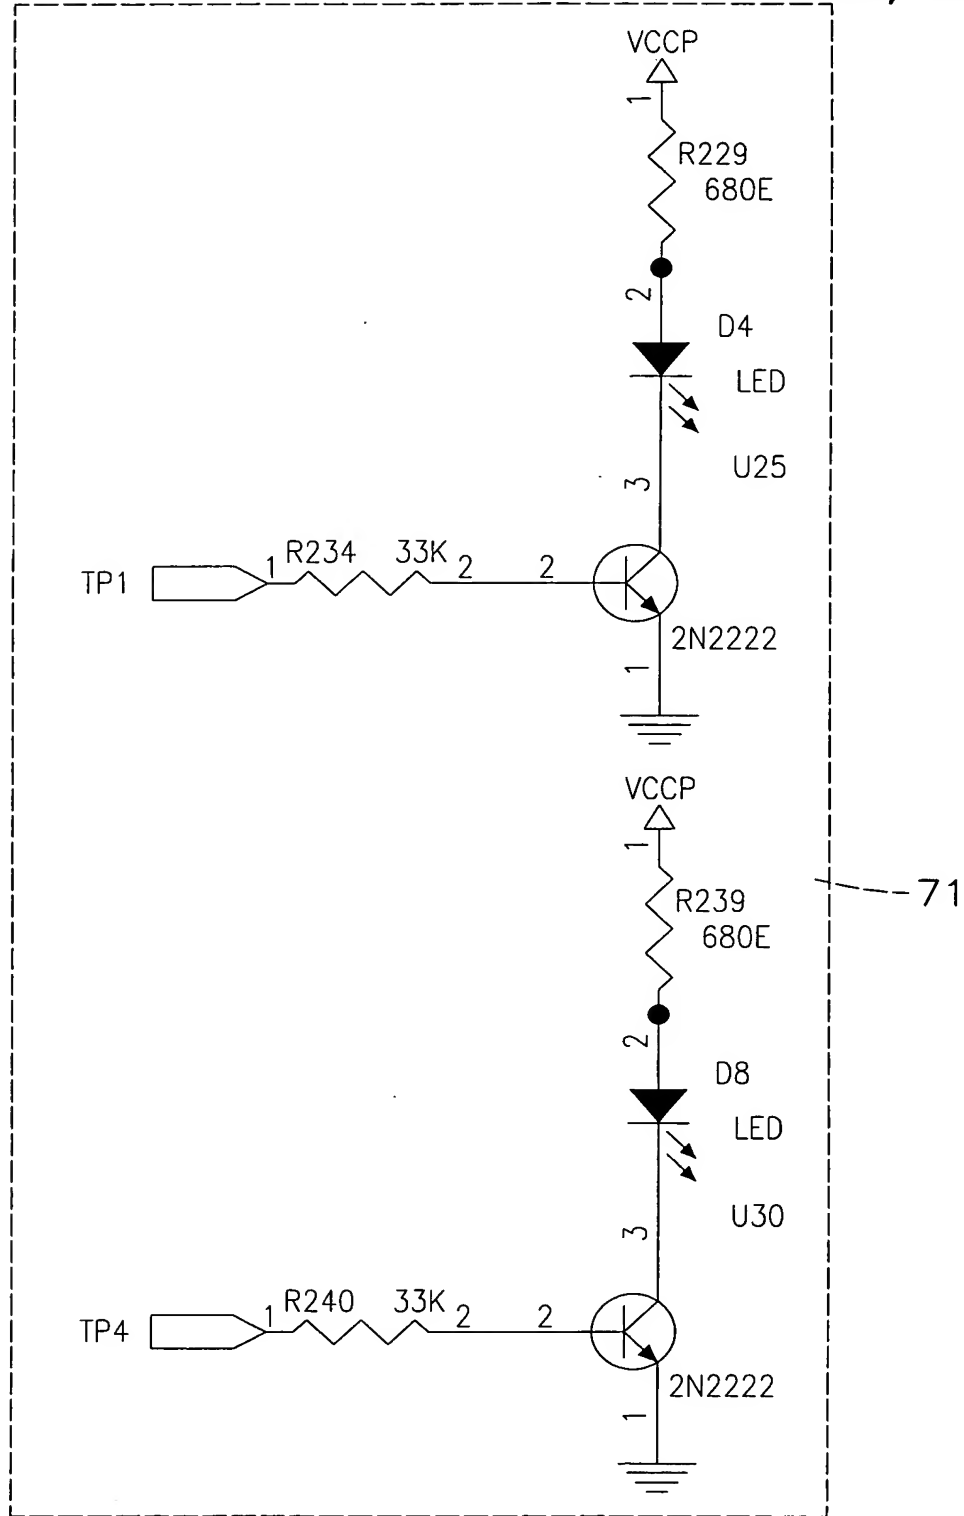 VCCP
1
R229
680E
2
D4
LED
U25
3
TP1
1 R234 33K 2 2
2N2222
1
VCCP
1
R239
680E
71
2
D8
LED
U30
3
TP4
1 R240 33K 2 2
2N2222
1